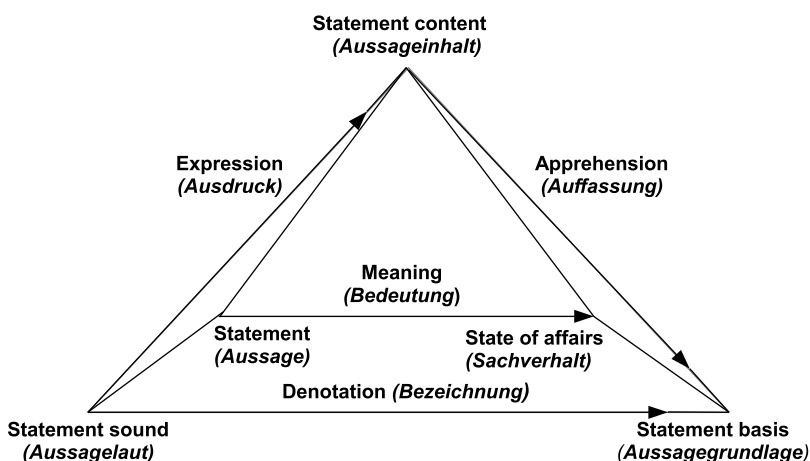 Statement content
(Aussageinhalt)
Expression
(Ausdruck)
Apprehension
(Auffassung)
Meaning
(Bedeutung)
Statement
(Aussage)
State of affairs
(Sachverhalt)
Denotation (Bezeichnung)
Statement sound
(Aussagelaut)
Statement basis
(Aussagegrundlage)